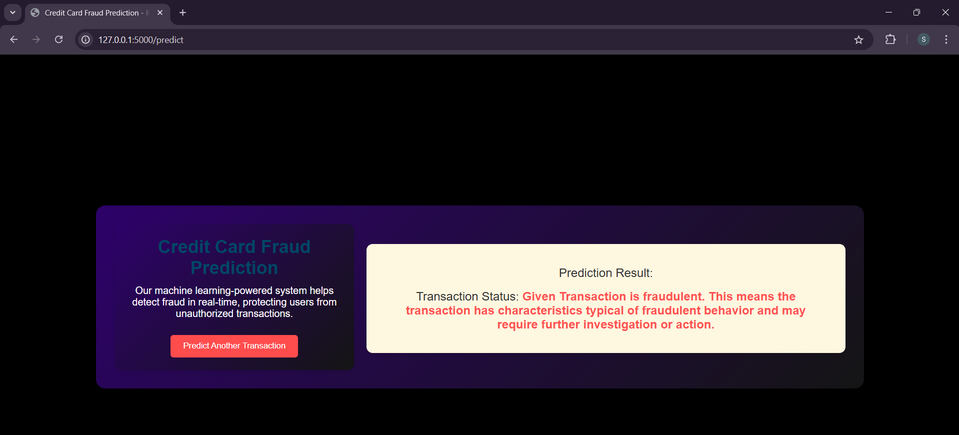 Credit Card Fraud Prediction -
127.0.0.1:5000/predict
S
Credit Card Fraud
Prediction
Our machine learning-powered system helps
detect fraud in real-time, protecting users from
unauthorized transactions.
Predict Another Transaction
Prediction Result:
Transaction Status: Given Transaction is fraudulent. This means the
transaction has characteristics typical of fraudulent behavior and may
require further investigation or action.